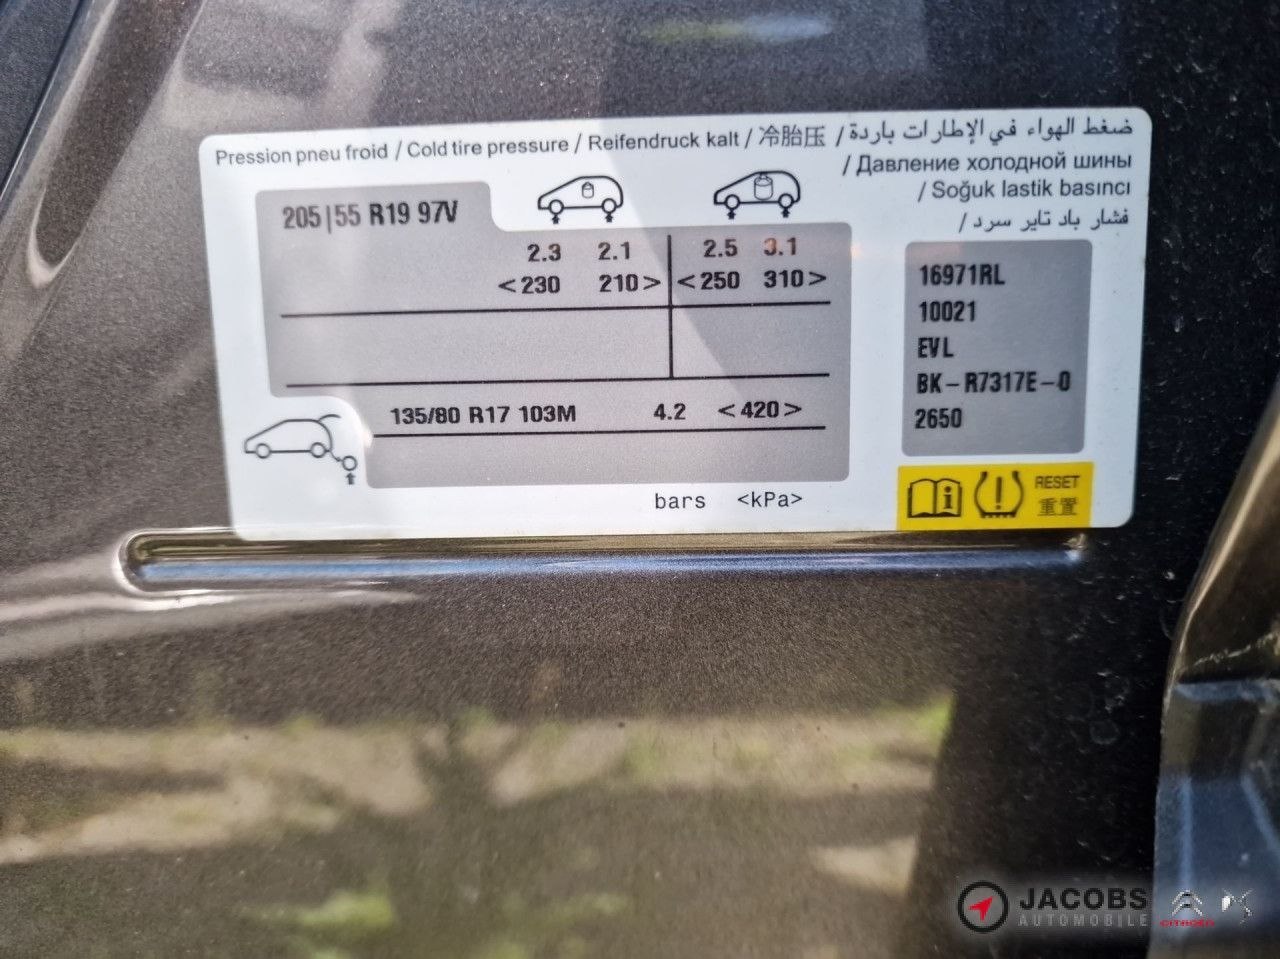 Pression pneu froid / Cold tire pressure / Reifendruck kalt / 冷胎压 / ضغط الهواء في الإطارات باردة
/ Давление холодной шины
/ Soğuk lastik basıncı
/ فشار باد تایر سرد
205|55 R19 97V
2.3 2.1 2.5 3.1
<230 210> <250 310>
135/80 R17 103M 4.2 <420>
bars <kPa>
16971RL
10021
EVL
BK-R7317E-0
2650
RESET
重置
JACOBS
AUTOMOBILE
CITROËN